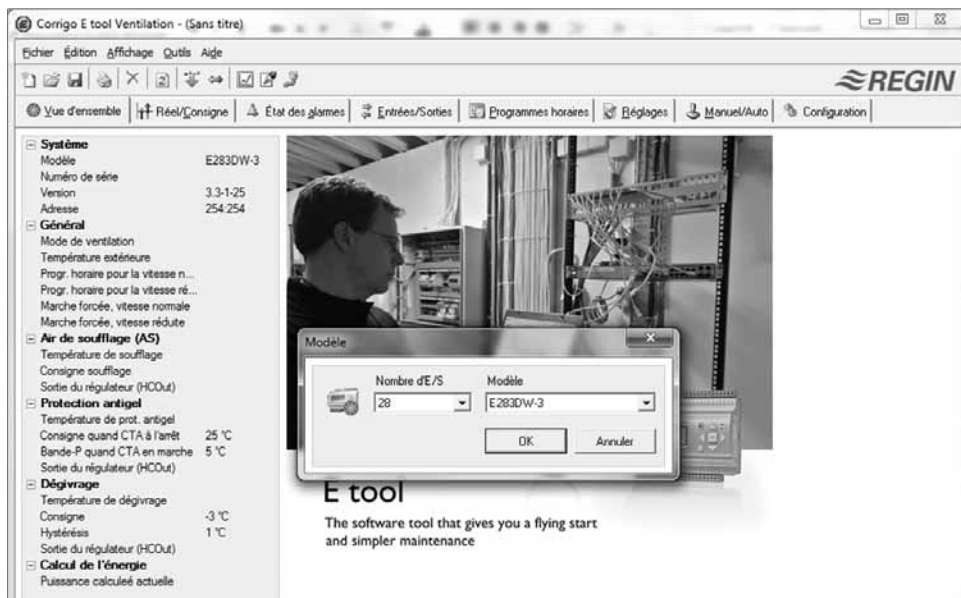 Corrigo E tool Ventilation - (Sans titre)
Fichier Édition Affichage Outils Aide
REGIN
Vue d'ensemble Réel/Consigne État des alarmes Entrées/Sorties Programmes horaires Réglages Manuel/Auto Configuration
Système
Modèle E283DW-3
Numéro de série
Version 3.3-1-25
Adresse 254:254
Général
Mode de ventilation
Température extérieure
Progr. horaire pour la vitesse n...
Progr. horaire pour la vitesse ré...
Marche forcée, vitesse normale
Marche forcée, vitesse réduite
Air de soufflage (AS)
Température de soufflage
Consigne soufflage
Sortie du régulateur (HCOut)
Protection antigel
Température de prot. antigel
Consigne quand CTA à l'arrêt 25 °C
Bande-P quand CTA en marche 5 °C
Sortie du régulateur (HCOut)
Dégivrage
Température de dégivrage
Consigne -3 °C
Hystérésis 1 °C
Sortie du régulateur (HCOut)
Calcul de l'énergie
Puissance calculeé actuelle
Modèle
Nombre d'E/S Modèle
28 E283DW-3
OK Annuler
E tool
The software tool that gives you a flying start
and simpler maintenance